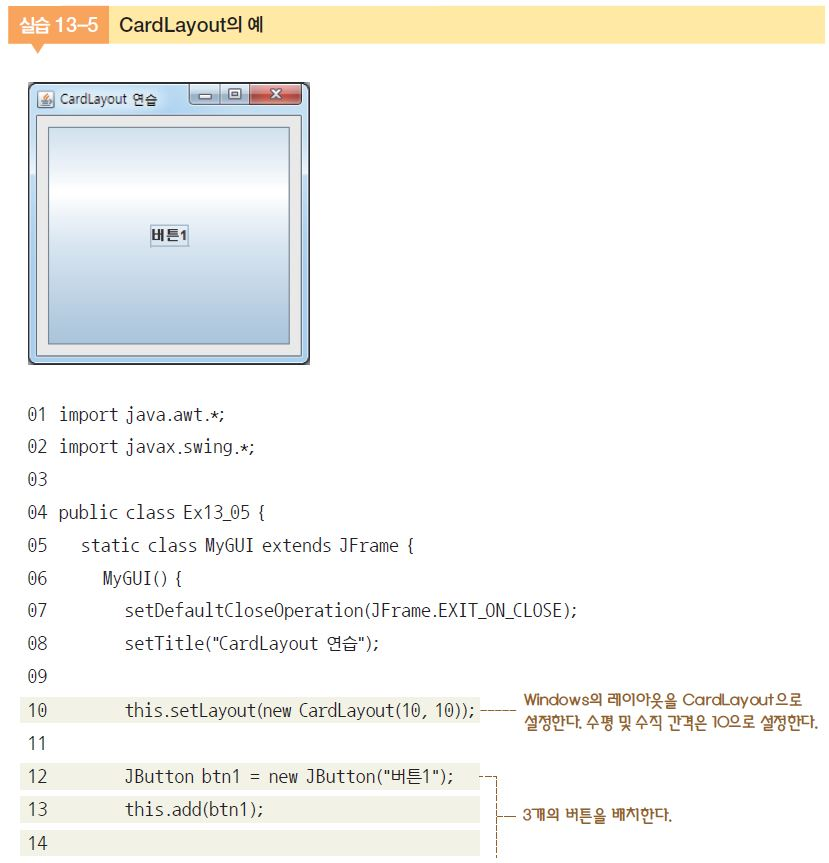 실습 13-5 CardLayout의 예
CardLayout 연습
버튼1
01 import java.awt.*;
02 import javax.swing.*;
03
04 public class Ex13_05 {
05 static class MyGUI extends JFrame {
06 MyGUI() {
07 setDefaultCloseOperation(JFrame.EXIT_ON_CLOSE);
08 setTitle("CardLayout 연습");
09
10 this.setLayout(new CardLayout(10, 10));
Windows의 레이아웃을 CardLayout으로
설정한다. 수평 및 수직 간격은 10으로 설정한다.
11
12 JButton btn1 = new JButton("버튼1");
13 this.add(btn1);
3개의 버튼을 배치한다.
14